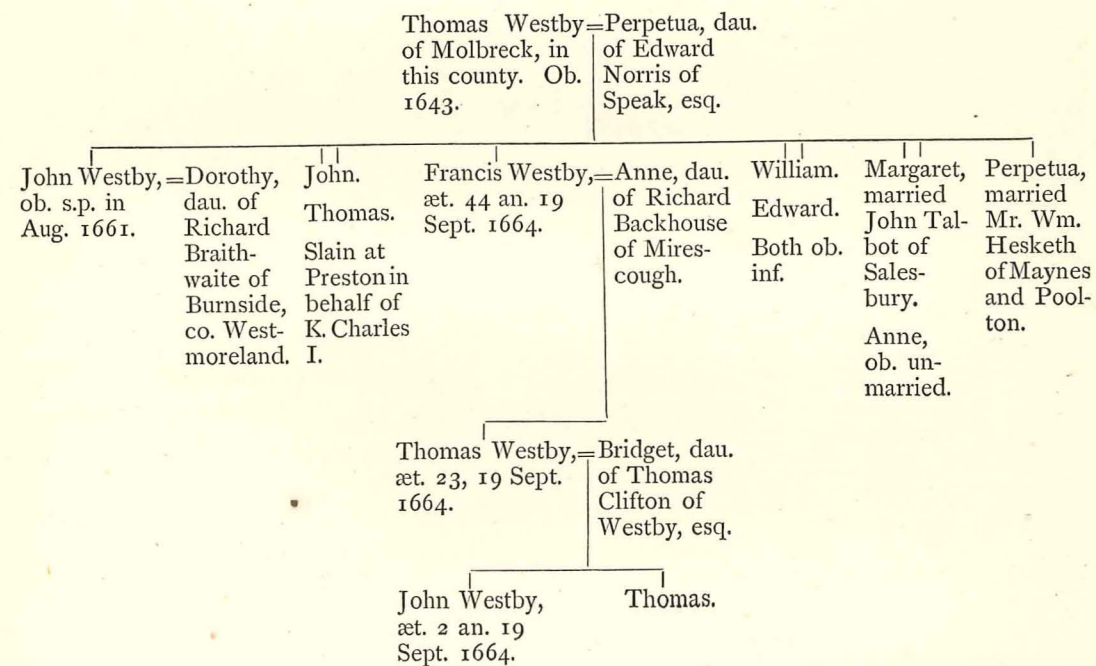 Thomas Westby=Perpetua, dau.
of Molbreck, in of Edward
this county. Ob. Norris of
1643. Speak, esq.
John Westby,
ob. s.p. in
Aug. 1661.
=Dorothy,
dau. of
Richard
Braith-
waite of
Burnside,
co. West-
moreland.
John.
Thomas.
Slain at
Preston in
behalf of
K. Charles
I.
Francis Westby,
æt. 44 an. 19
Sept. 1664.
=Anne, dau.
of Richard
Backhouse
of Mires-
cough.
William.
Edward.
Both ob.
inf.
Margaret,
married
John Tal-
bot of
Sales-
bury.
Anne,
ob. un-
married.
Perpetua,
married
Mr. Wm.
Hesketh
of Maynes
and Pool-
ton.
Thomas Westby,
æt. 23, 19 Sept.
1664.
=Bridget, dau.
of Thomas
Clifton of
Westby, esq.
John Westby,
æt. 2 an. 19
Sept. 1664.
Thomas.